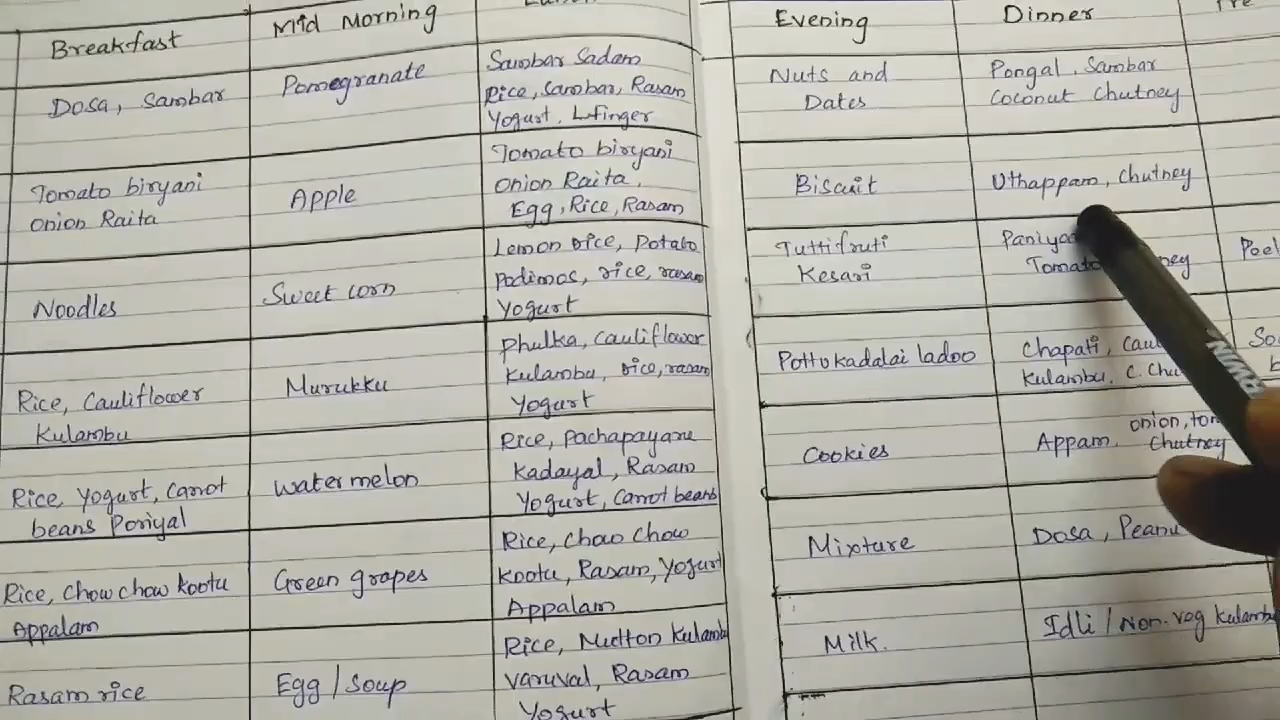 Breakfast
Mid Morning
Evening
Dinner
Dosa, Sambar
Pomegranate
Sambar Sadam
Rice, Sambar, Rasam
Yogurt, L.finger
Nuts and
Dates
Pongal, Sambar
Coconut Chutney
Tomato biryani
Onion Raita
Apple
Tomato biryani
Onion Raita,
Egg, Rice, Rasam
Biscuit
Uthappam, chutney
Noodles
Sweet corn
Lemon rice, Potato
Podimas, rice, rasam
Yogurt
Tuttifruti
Kesari
Rice, Cauliflower
Kulambu
Murukku
Phulka, Cauliflower
Kulambu, rice, rasam
Yogurt
Pottukadalai ladoo
Chapati,
Kulambu, C.
Rice, Yogurt, Carrot
beans Poriyal
Watermelon
Rice, Pachapayaru
Kadayal, Rasam
Yogurt, Carrot beans
Cookies
Appam, onion,
Chutney
Rice, Chow chow Kootu
Appalam
Green grapes
Rice, Chow Chow
Kootu, Rasam, Yogurt
Appalam
Mixture
Dosa,
Rasam rice
Egg / Soup
Rice, Mutton Kulambu
Varuval, Rasam
Yogurt
Milk.
Idli / Non-veg Kulambu